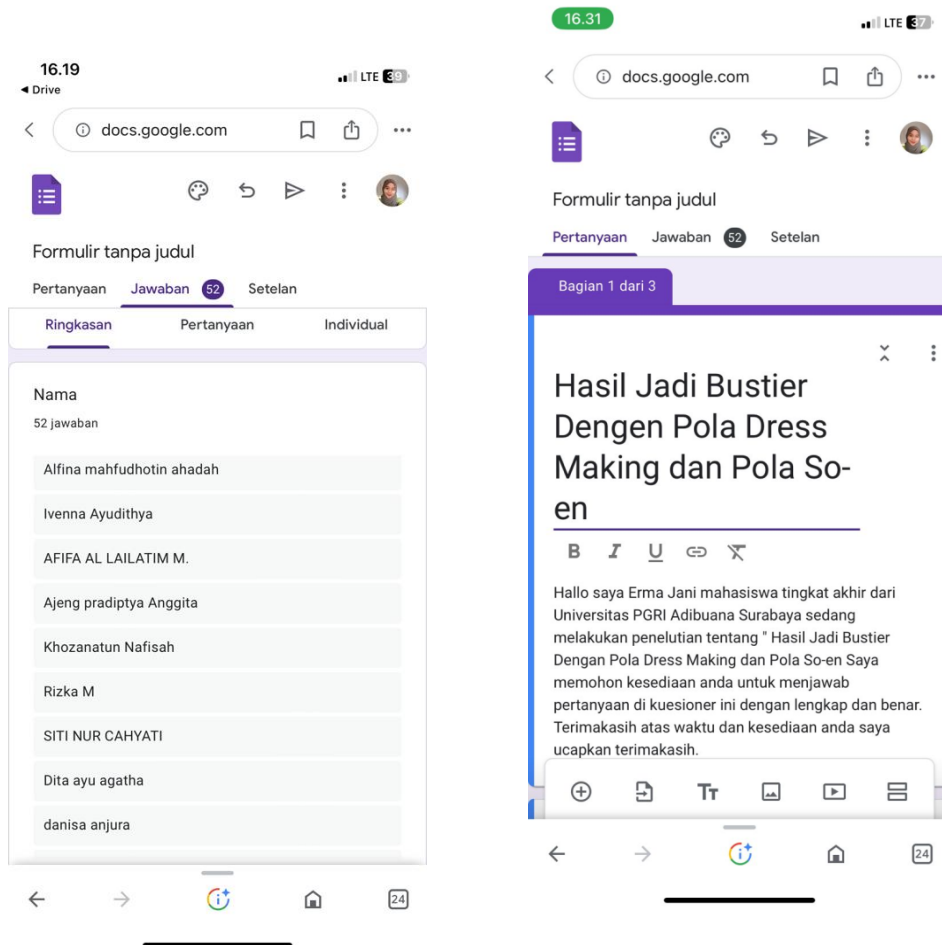 16.19
LTE 39
Drive
docs.google.com
Formulir tanpa judul
Pertanyaan Jawaban 52 Setelan
Ringkasan Pertanyaan Individual
Nama
52 jawaban
Alfina mahfudhotin ahadah
Ivenna Ayudithya
AFIFA AL LAILATIM M.
Ajeng pradiptya Anggita
Khozanatun Nafisah
Rizka M
SITI NUR CAHYATI
Dita ayu agatha
danisa anjura
24
16.31
LTE 37
docs.google.com
Formulir tanpa judul
Pertanyaan Jawaban 52 Setelan
Bagian 1 dari 3
Hasil Jadi Bustier
Dengen Pola Dress
Making dan Pola So-
en
B I U
Hallo saya Erma Jani mahasiswa tingkat akhir dari
Universitas PGRI Adibuana Surabaya sedang
melakukan penelutian tentang " Hasil Jadi Bustier
Dengan Pola Dress Making dan Pola So-en Saya
memohon kesediaan anda untuk menjawab
pertanyaan di kuesioner ini dengan lengkap dan benar.
Terimakasih atas waktu dan kesediaan anda saya
ucapkan terimakasih.
Tт
24